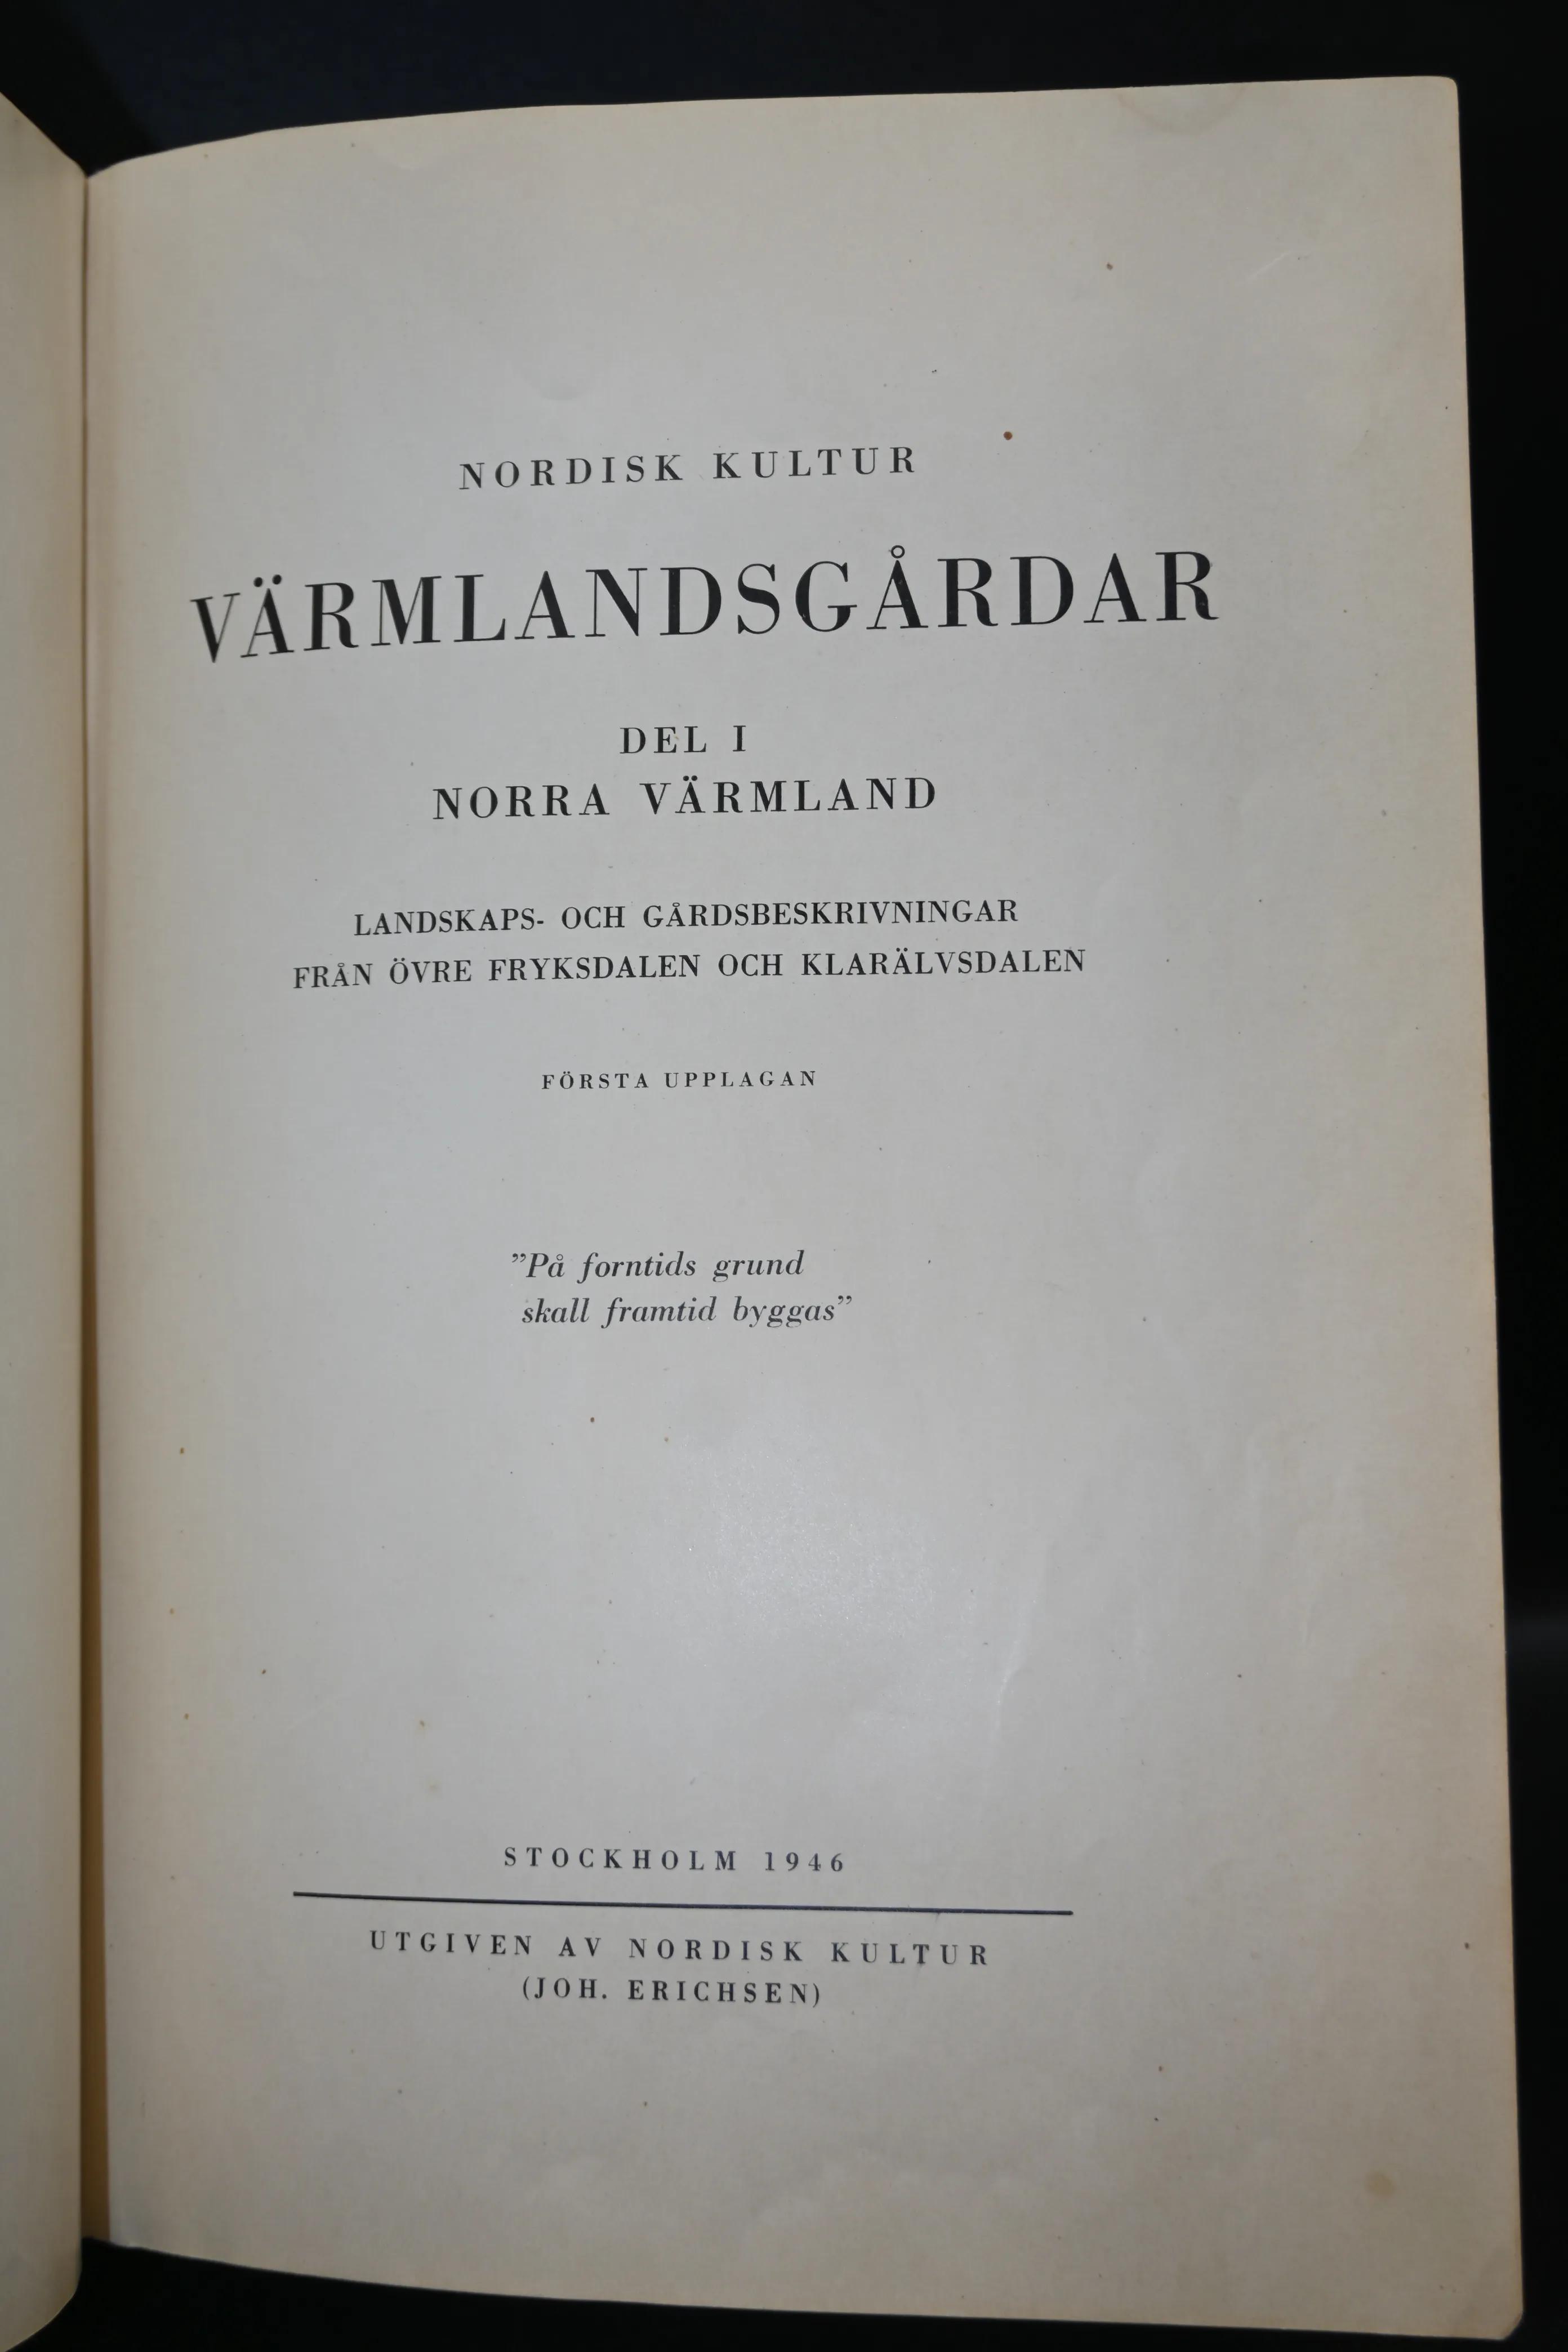 NORDISK KULTUR
VÄRMLANDSGÅRDAR
DEL I
NORRA VÄRMLAND
LANDSKAPS- OCH GÅRDSBESKRIVNINGAR
FRÅN ÖVRE FRYKSDALEN OCH KLARÄLVSDALEN
FÖRSTA UPPLAGAN
”På forntids grund
skall framtid byggas”
STOCKHOLM 1946
UTGIVEN AV NORDISK KULTUR
(JOH. ERICHSEN)